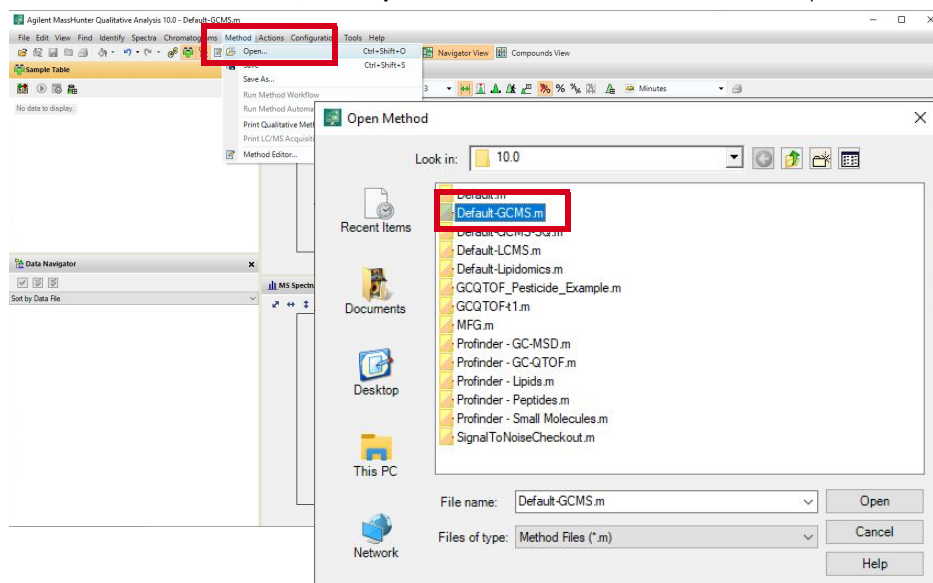 Agilent MassHunter Qualitative Analysis 10.0 - Default-GCMS.m
File Edit View Find Identify Spectra Chromatograms Method Actions Configuration Tools Help
Open... Ctrl+Shift+O
Navigator View Compounds View
Sample Table
Save Ctrl+Shift+S
Save As...
3 Minutes
Run Method Workflow
No data to display.
Run Method Automa
Print Qualitative Met
Print LC/MS Acquisiti
Method Editor...
Open Method
Look in: 10.0
Recent Items
Documents
Desktop
This PC
Network
Default.m
Default-GCMS.m
Default-GCMS-SQ.m
Default-LCMS.m
Default-Lipidomics.m
GCQTOF_Pesticide_Example.m
GCQTOF-t1.m
MFG.m
Profinder - GC-MSD.m
Profinder - GC-QTOF.m
Profinder - Lipids.m
Profinder - Peptides.m
Profinder - Small Molecules.m
SignalToNoiseCheckout.m
File name: Default-GCMS.m Open
Files of type: Method Files (*.m) Cancel
Help
Data Navigator
Sort by Data File
MS Spectru